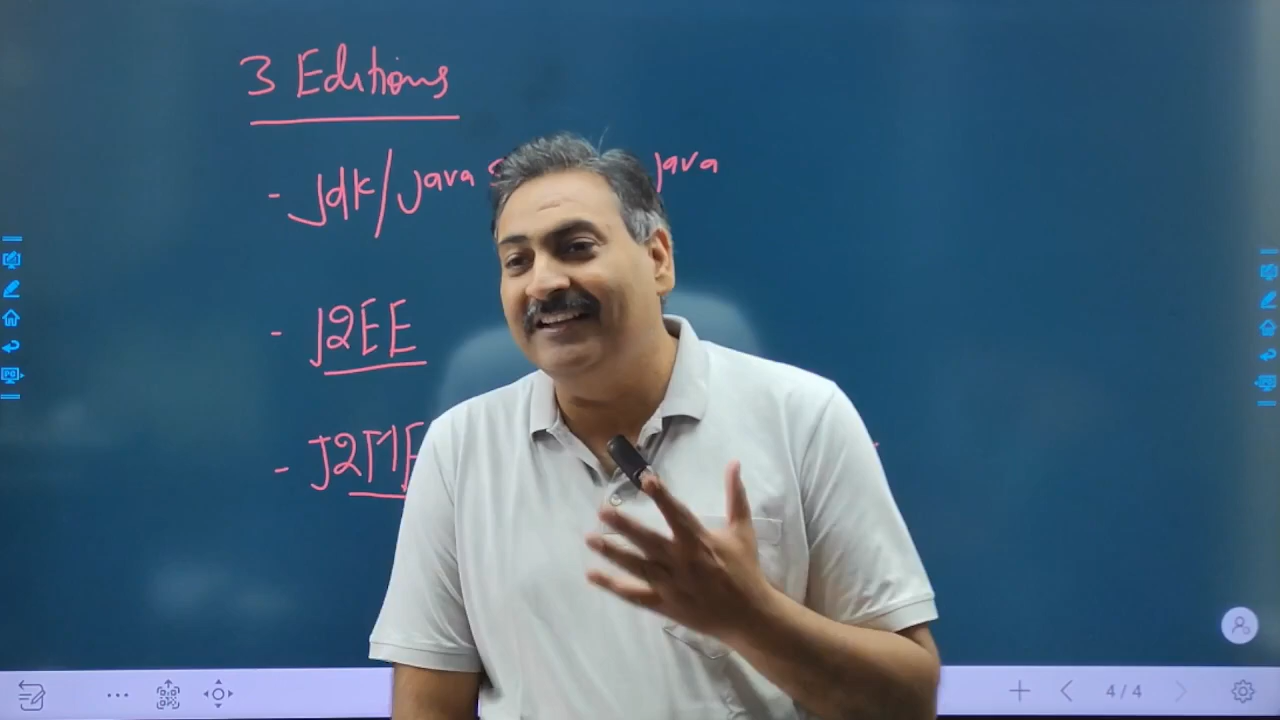 3 Editions
- Jdk/Java java
- J2EE
- J2ME
4/4